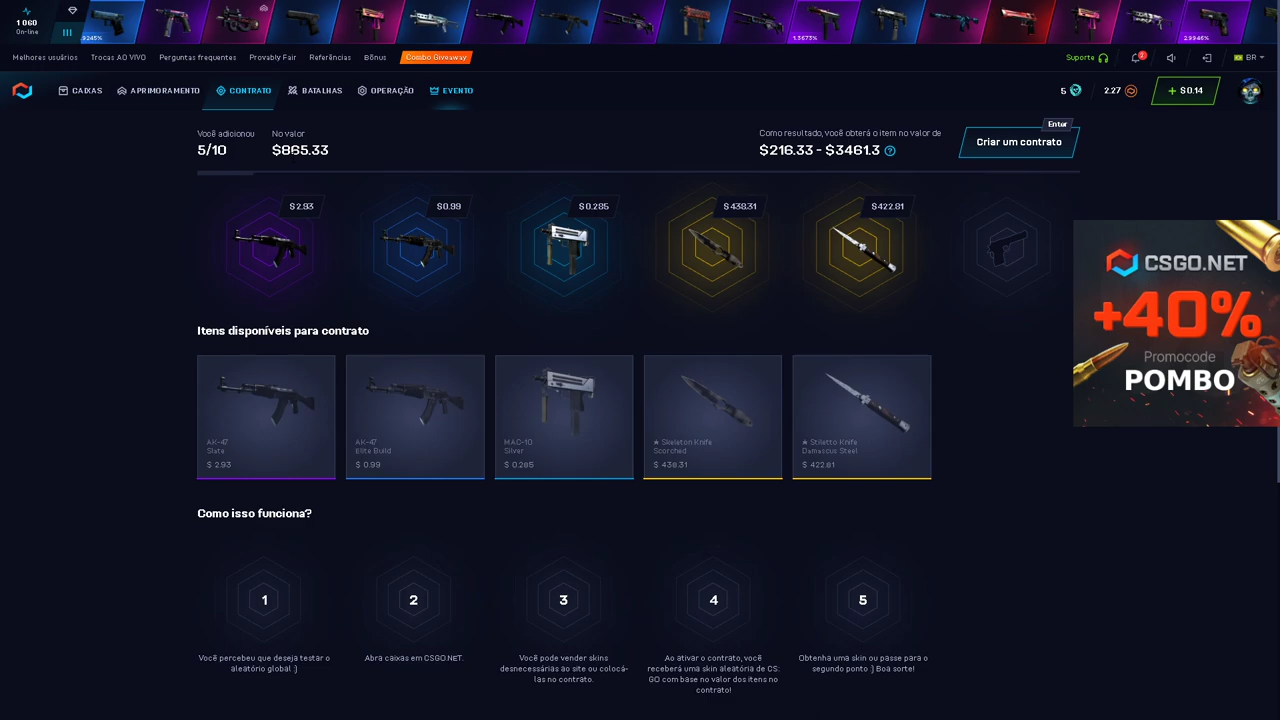 1 060
On-line
.9245%
1.3673%
2.9946%
Melhores usuários
Trocas AO VIVO
Perguntas frequentes
Provably Fair
Referências
Bônus
Combo Giveaway
Suporte
2
BR
CAIXAS
APRIMORAMENTO
CONTRATO
BATALHAS
OPERAÇÃO
EVENTO
5
2.27
+ $ 0.14
Você adicionou
5/10
No valor
$865.33
Como resultado, você obterá o item no valor de
$216.33 - $3461.3
Enter
Criar um contrato
$ 2.93
$ 0.99
$ 0.285
$ 438.31
$ 422.81
CSGO.NET
+40%
Promocode
POMBO
Itens disponíveis para contrato
AK-47
Slate
$ 2.93
AK-47
Elite Build
$ 0.99
MAC-10
Silver
$ 0.285
★ Skeleton Knife
Scorched
$ 438.31
★ Stiletto Knife
Damascus Steel
$ 422.81
Como isso funciona?
1
Você percebeu que deseja testar o
aleatório global :)
2
Abra caixas em CSGO.NET.
3
Você pode vender skins
desnecessárias ao site ou colocá-
las no contrato.
4
Ao ativar o contrato, você
receberá uma skin aleatória de CS:
GO com base no valor dos itens no
contrato!
5
Obtenha uma skin ou passe para o
segundo ponto :) Boa sorte!